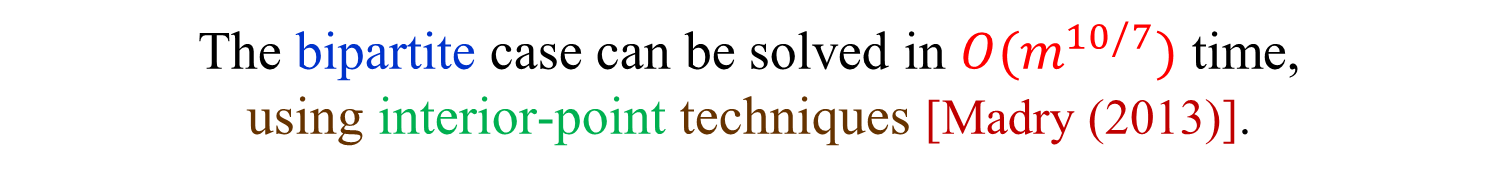 The bipartite case can be solved in 𝑂(𝑚^{10/7}) time,
using interior-point techniques [Madry (2013)].